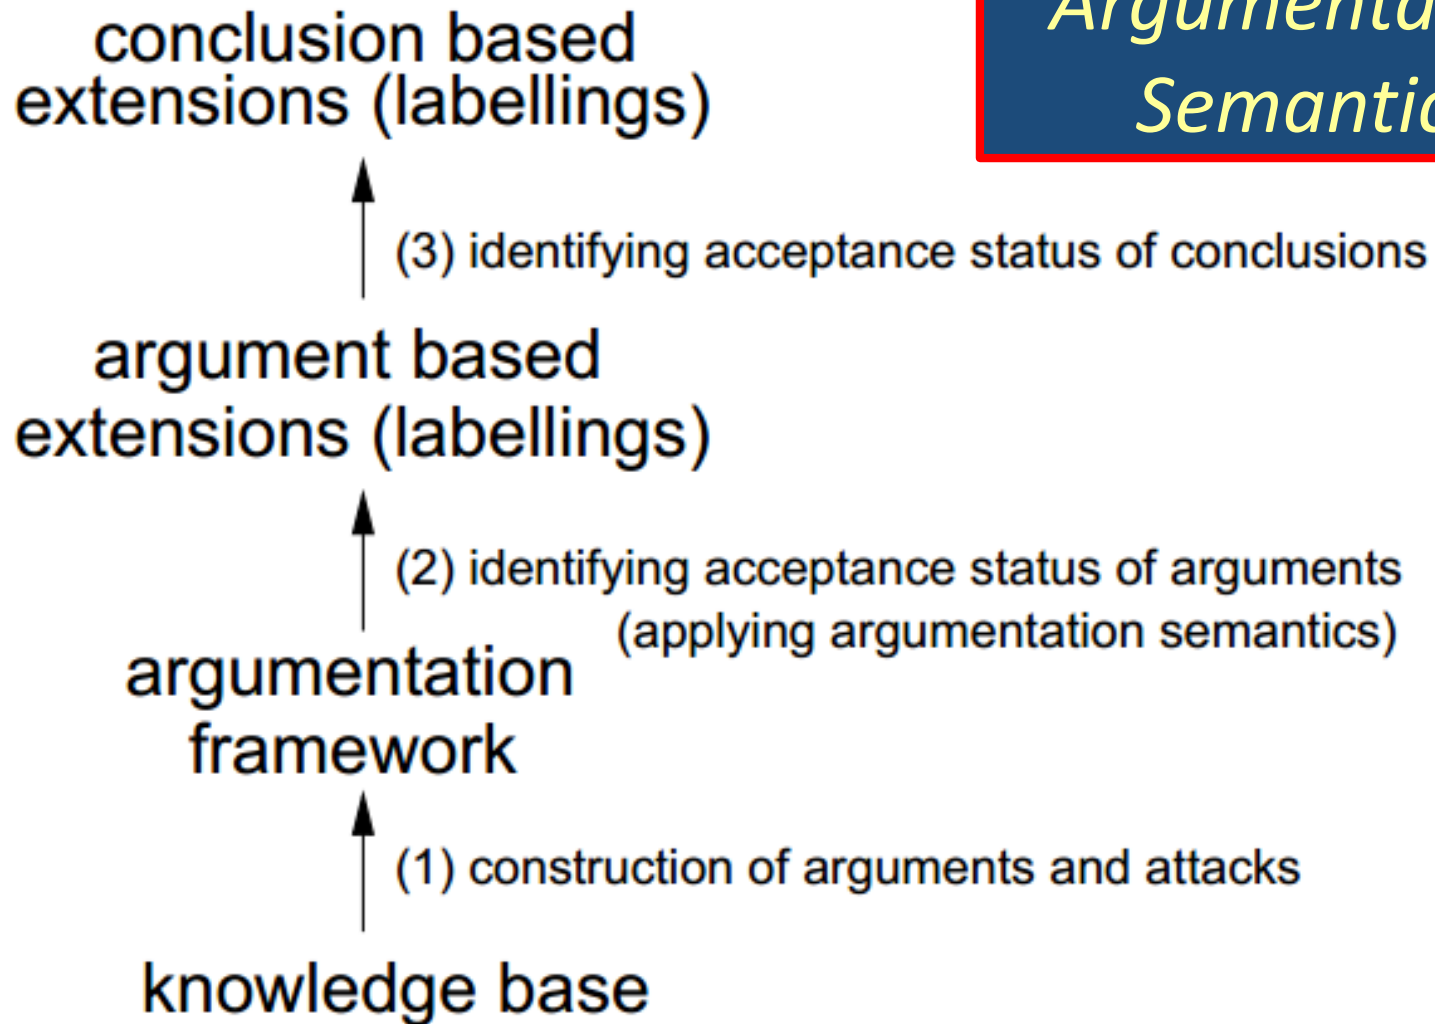 conclusion based
extensions (labellings)
Semantic
(3) identifying acceptance status of conclusions
argument based
extensions (labellings)
(2) identifying acceptance status of arguments
(applying argumentation semantics)
argumentation
framework
(1) construction of arguments and attacks
knowledge base